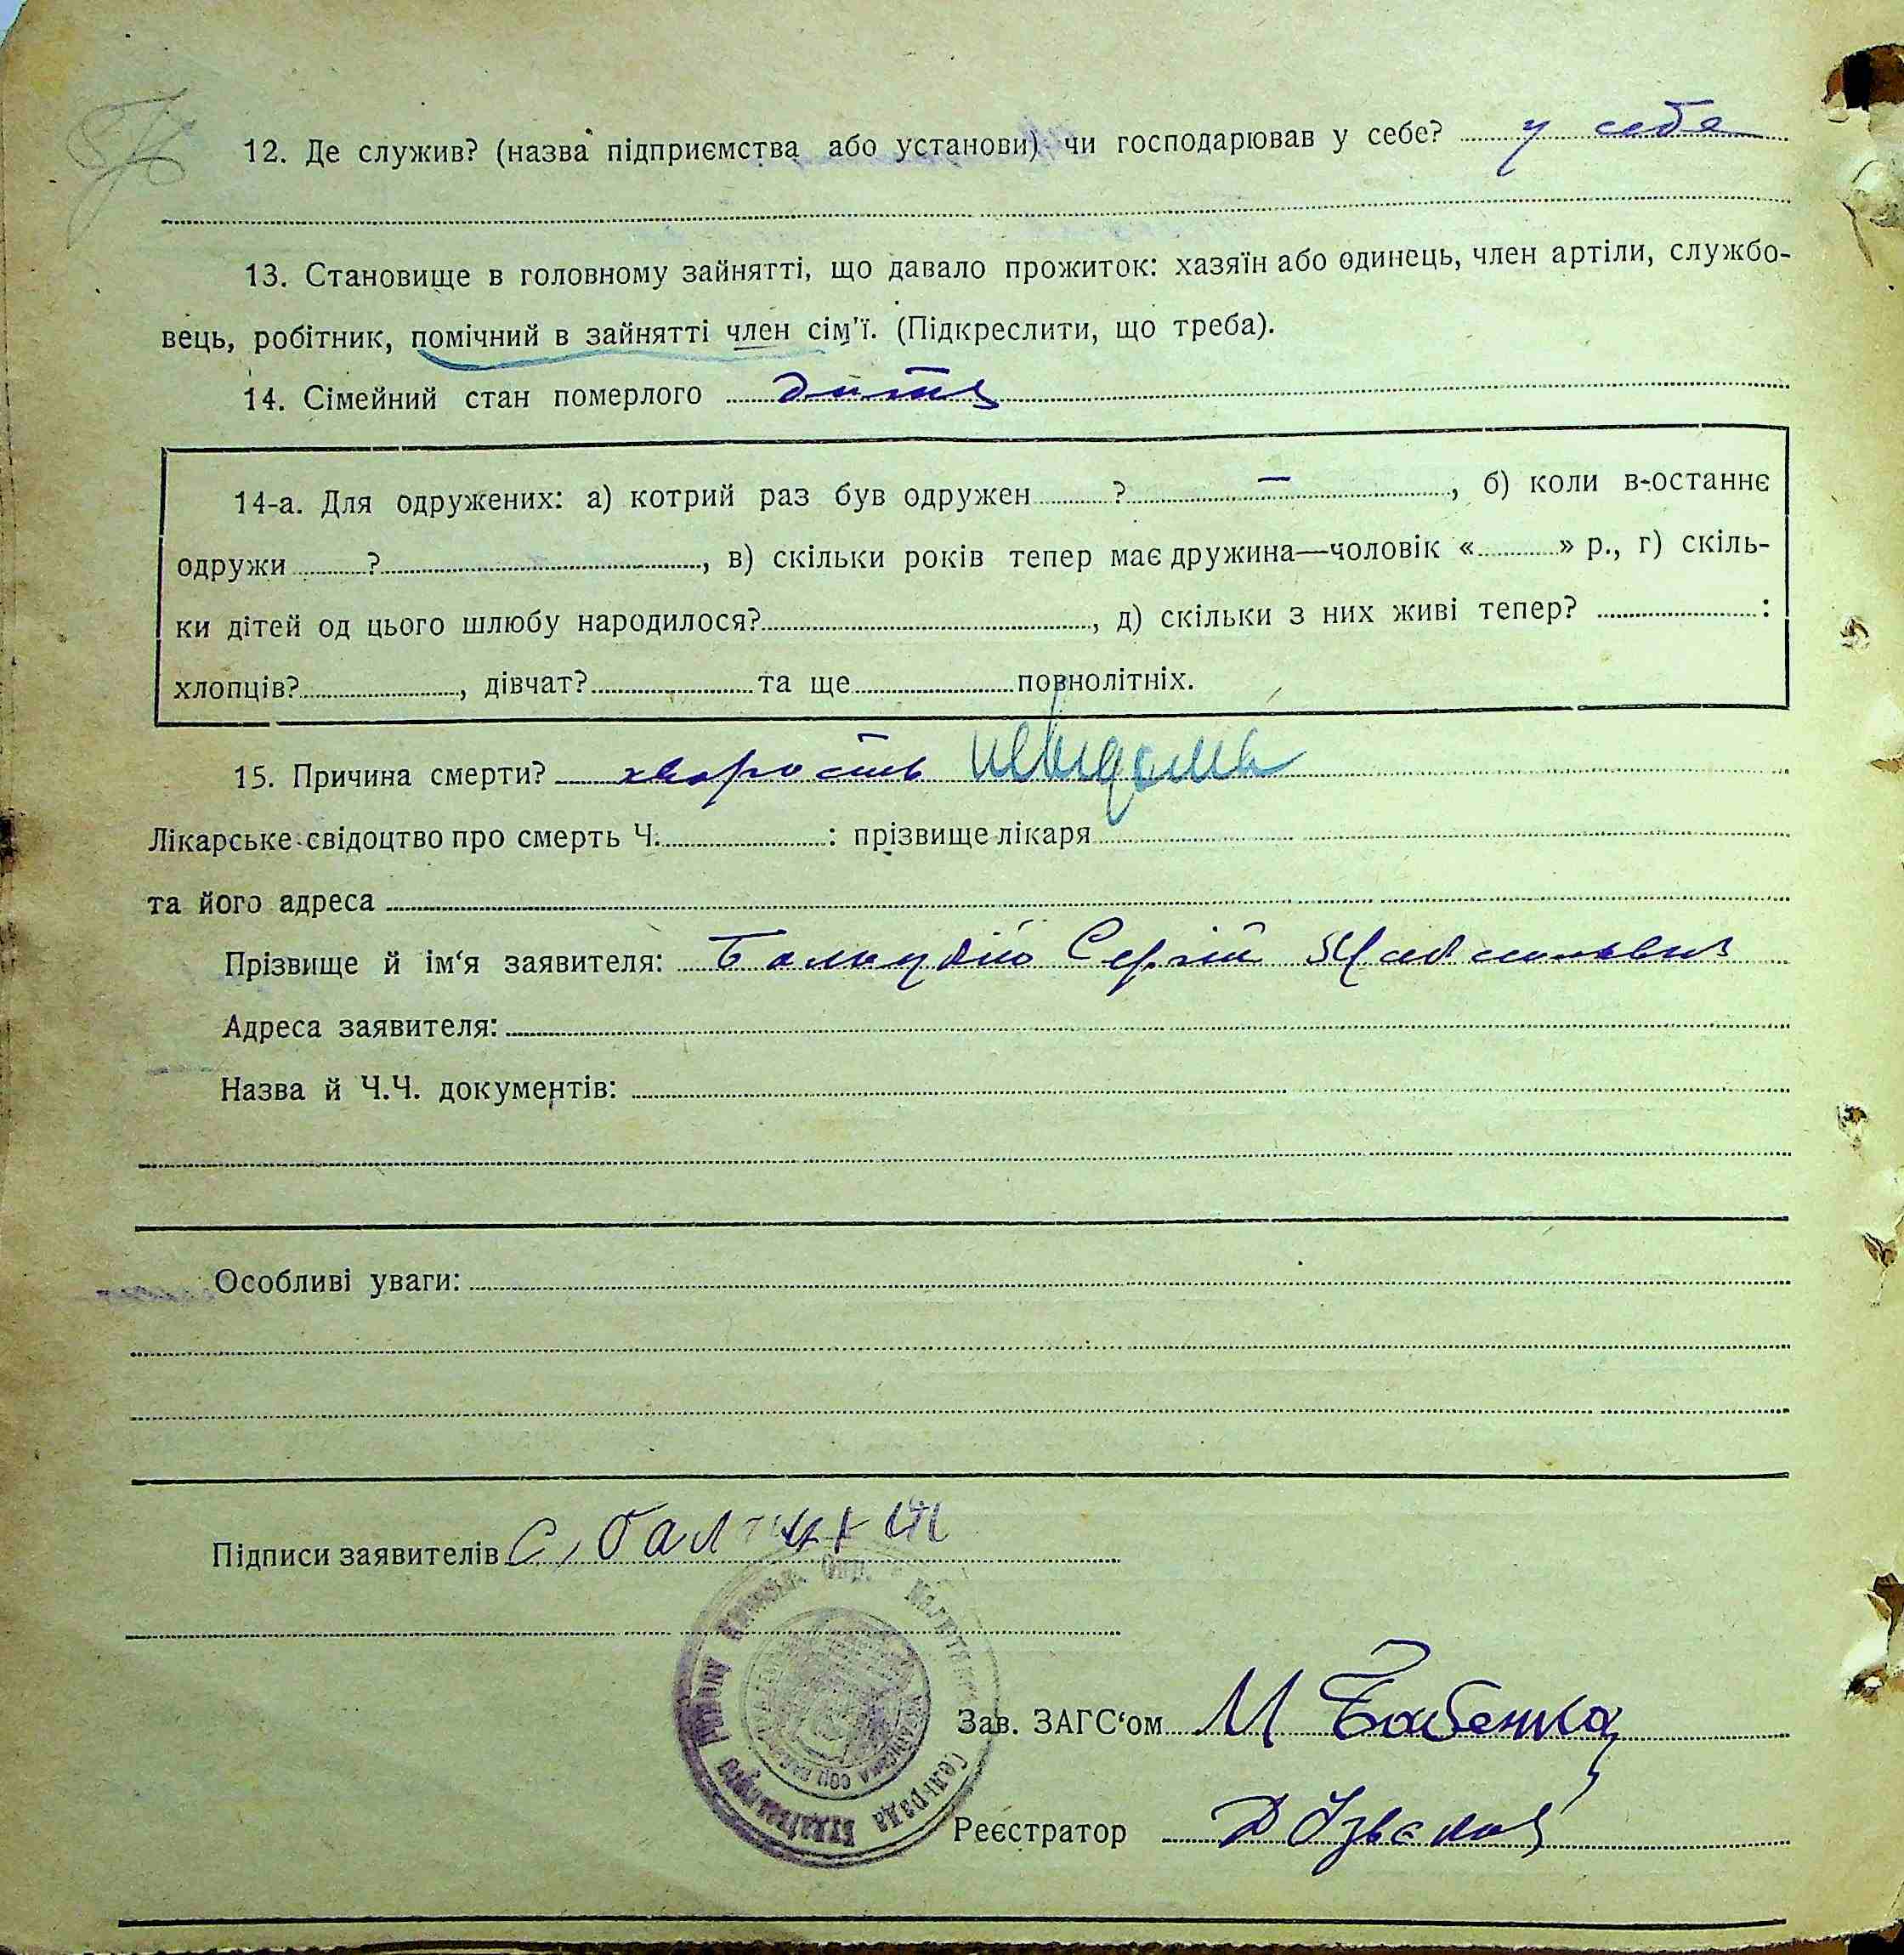 12. Де служив? (назва підприємства або установи) чи господарював у себе? у себе
13. Становище в головному зайнятті, що давало прожиток: хазяїн або одинець, член артіли, службо-
вець, робітник, помічний в зайнятті член сім'ї. (Підкреслити, що треба).
14. Сімейний стан померлого дитя
14-а. Для одружених: а) котрий раз був одружен ? —, б) коли в-останнє
одружи ?, в) скільки років тепер має дружина—чоловік « » р., г) скіль-
ки дітей од цього шлюбу народилося?, д) скільки з них живі тепер? :
хлопців?, дівчат? та ще повнолітніх.
15. Причина смерти? хворость невідома
Лікарське свідоцтво про смерть Ч. : прізвище лікаря
та його адреса
Прізвище й ім‘я заявителя: Сергій
Адреса заявителя:
Назва й Ч.Ч. документів:
Особливі уваги:
Підписи заявителів С.
Зав. ЗАГС‘ом М Бабенко
Реєстратор Д
Сельрада